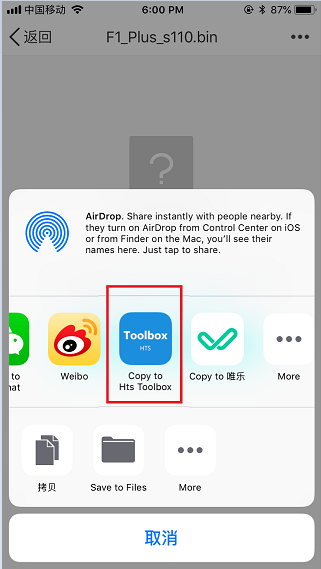 中国移动 6:00 PM 87%
返回 F1_Plus_s110.bin
?
AirDrop. Share instantly with people nearby. If
they turn on AirDrop from Control Center on iOS
or from Finder on the Mac, you'll see their
names here. Just tap to share.
Toolbox
HTS
to
hat
Weibo
Copy to
Hts Toolbox
Copy to 唯乐
More
拷贝
Save to Files
More
取消